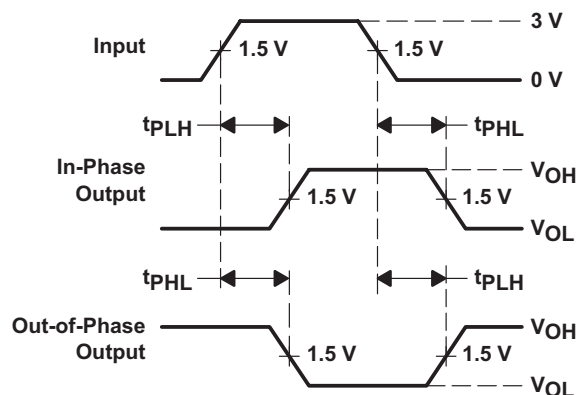 3 V
Input
1.5 V
1.5 V
0 V
tPLH
tPHL
In-Phase
Output
VOH
1.5 V
1.5 V
VOL
tPHL
tPLH
Out-of-Phase
Output
VOH
1.5 V
1.5 V
VOL